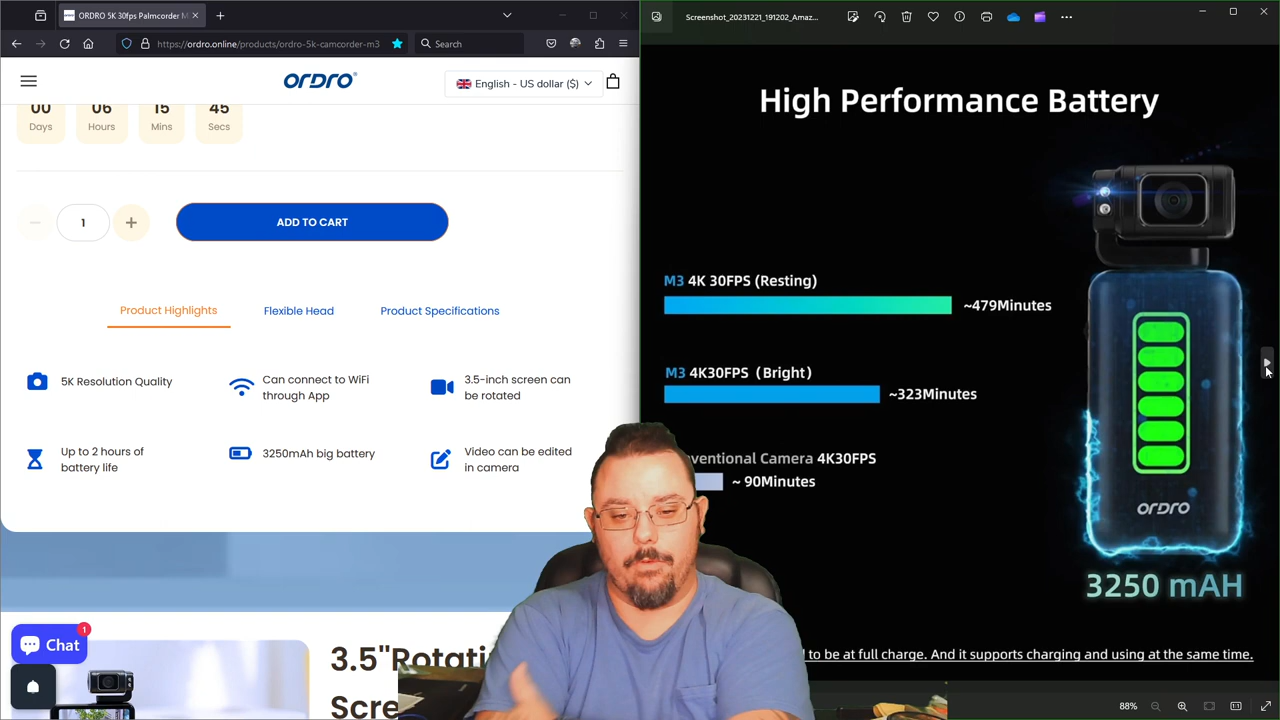 ORDRO 5K 30fps Palmcorder M
https://ordro.online/products/ordro-5k-camcorder-m3
Search
ORDRO
English - US dollar ($)
00 06 15 45
Days Hours Mins Secs
1
ADD TO CART
Product Highlights Flexible Head Product Specifications
5K Resolution Quality
Can connect to WiFi
through App
3.5-inch screen can
be rotated
Up to 2 hours of
battery life
3250mAh big battery
Video can be edited
in camera
1
Chat
3.5"Rotati
Scre
Screenshot_20231221_191202_Amaz...
High Performance Battery
M3 4K 30FPS (Resting)
~479Minutes
M3 4K30FPS (Bright)
~323Minutes
ventional Camera 4K30FPS
~ 90Minutes
ORDRO
3250 mAH
to be at full charge. And it supports charging and using at the same time.
88%